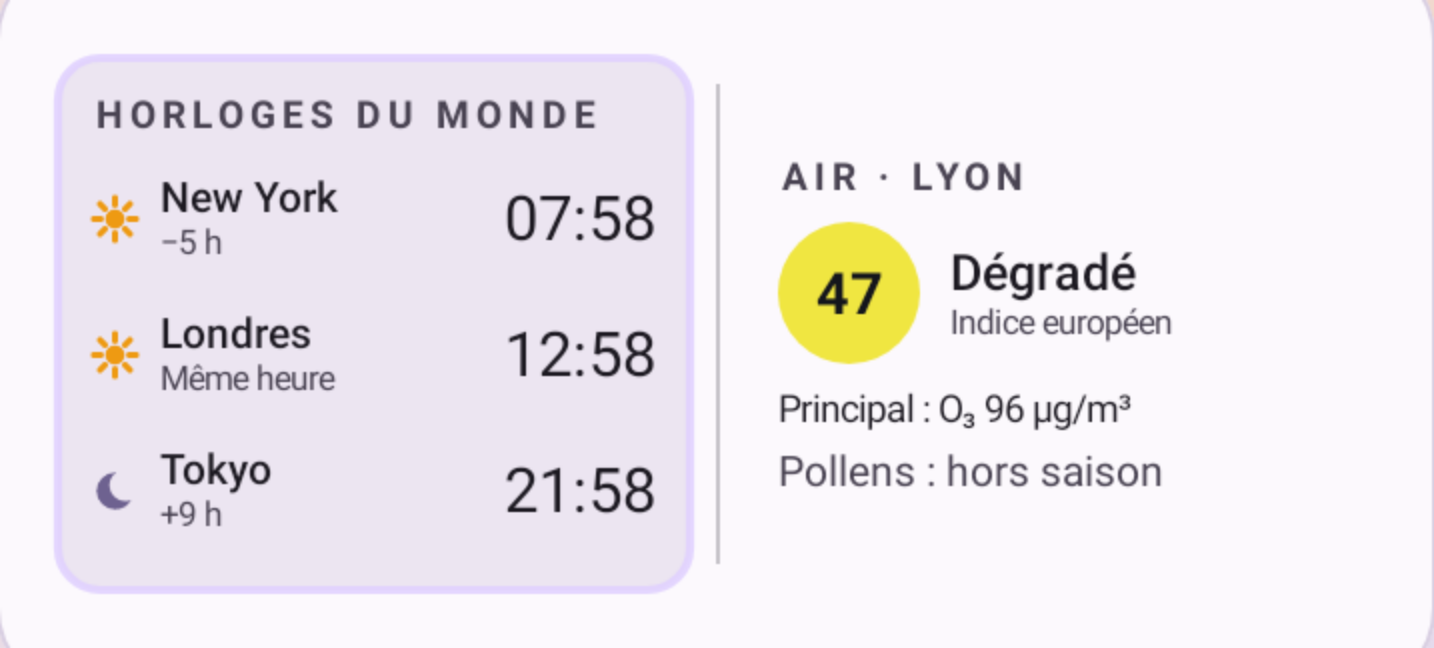 HORLOGES DU MONDE
New York
−5 h
07:58
Londres
Même heure
12:58
Tokyo
+9 h
21:58
AIR · LYON
47
Dégradé
Indice européen
Principal : O₃ 96 µg/m³
Pollens : hors saison